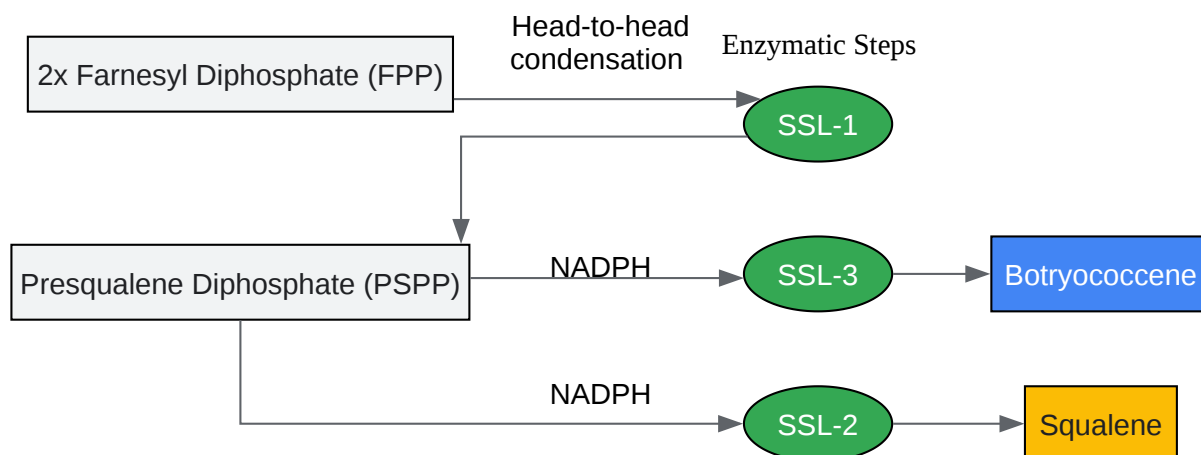 Head-to-head
condensation
Enzymatic Steps
2x Farnesyl Diphosphate (FPP)
SSL-1
Presqualene Diphosphate (PSPP)
NADPH
SSL-3
Botryococcene
NADPH
SSL-2
Squalene